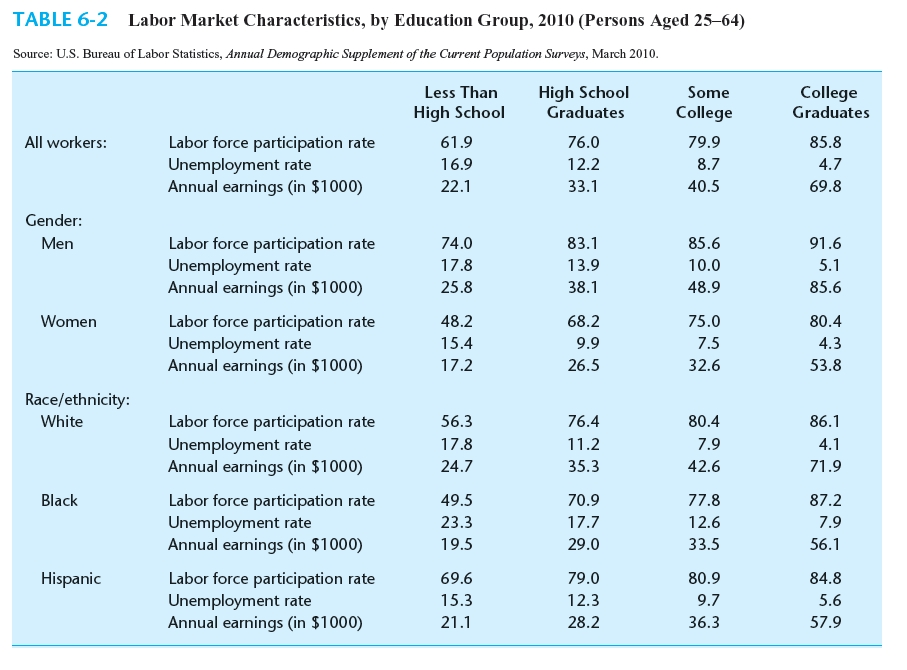 TABLE 6-2 Labor Market Characteristics, by Education Group, 2010 (Persons Aged 25–64)
Source: U.S. Bureau of Labor Statistics, Annual Demographic Supplement of the Current Population Surveys, March 2010.
Less Than High School Some College
High School Graduates College Graduates
All workers: Labor force participation rate 61.9 76.0 79.9 85.8
Unemployment rate 16.9 12.2 8.7 4.7
Annual earnings (in $1000) 22.1 33.1 40.5 69.8
Gender:
Men Labor force participation rate 74.0 83.1 85.6 91.6
Unemployment rate 17.8 13.9 10.0 5.1
Annual earnings (in $1000) 25.8 38.1 48.9 85.6
Women Labor force participation rate 48.2 68.2 75.0 80.4
Unemployment rate 15.4 9.9 7.5 4.3
Annual earnings (in $1000) 17.2 26.5 32.6 53.8
Race/ethnicity:
White Labor force participation rate 56.3 76.4 80.4 86.1
Unemployment rate 17.8 11.2 7.9 4.1
Annual earnings (in $1000) 24.7 35.3 42.6 71.9
Black Labor force participation rate 49.5 70.9 77.8 87.2
Unemployment rate 23.3 17.7 12.6 7.9
Annual earnings (in $1000) 19.5 29.0 33.5 56.1
Hispanic Labor force participation rate 69.6 79.0 80.9 84.8
Unemployment rate 15.3 12.3 9.7 5.6
Annual earnings (in $1000) 21.1 28.2 36.3 57.9